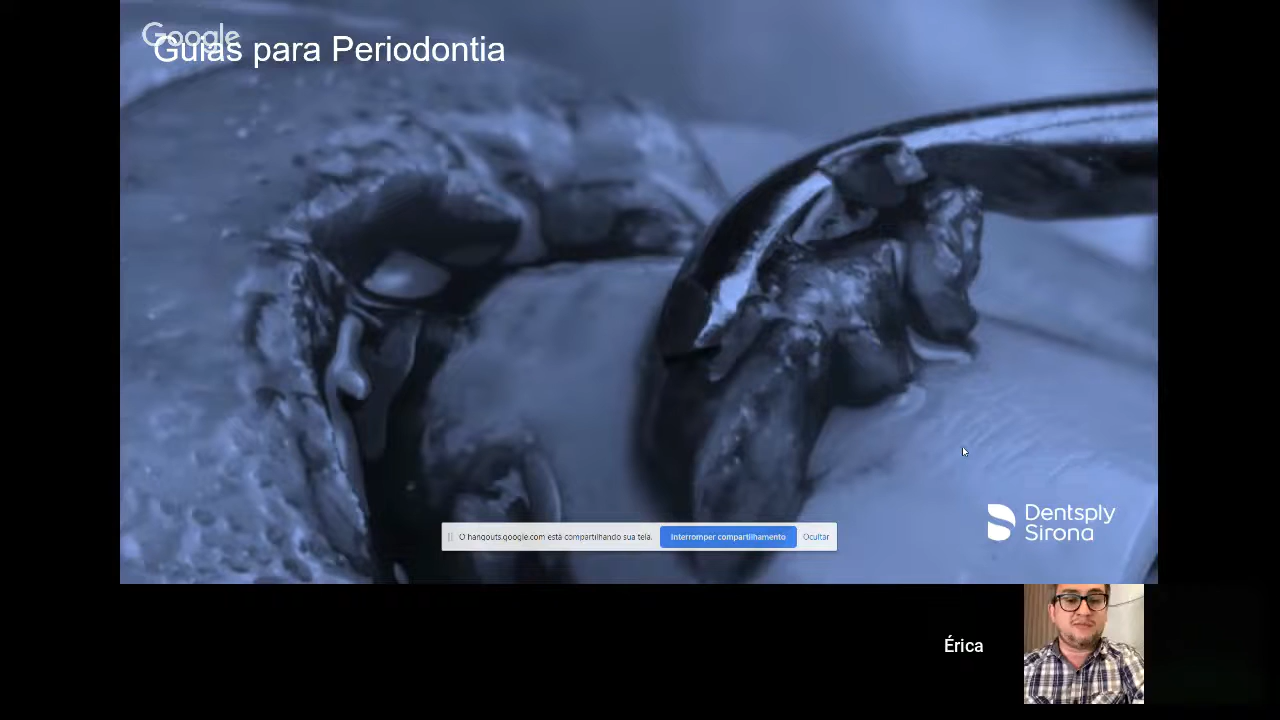 Google
Guias para Periodontia
O hangouts.google.com está compartilhando sua tela.
Interromper compartilhamento
Ocultar
Dentsply
Sirona
Érica